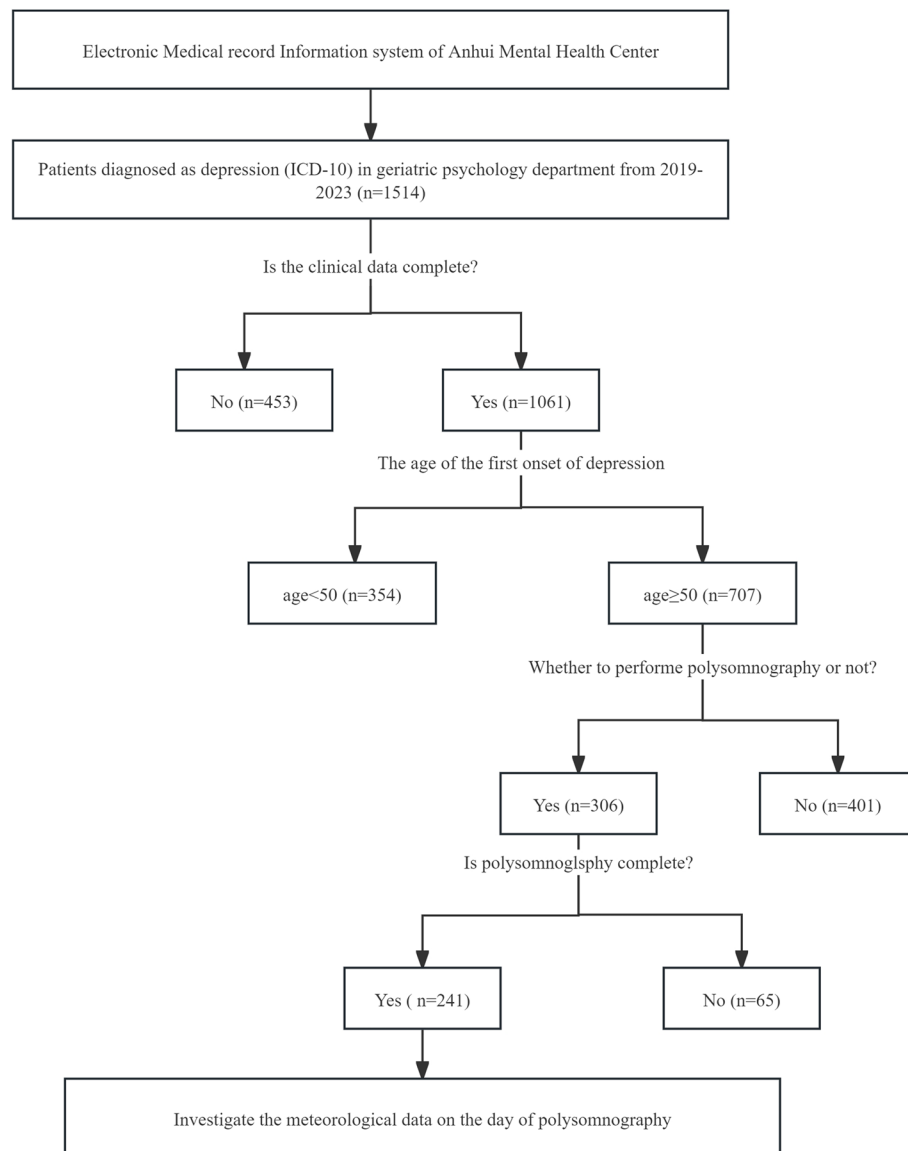 Electronic Medical record Information system of Anhui Mental Health Center
Patients diagnosed as depression (ICD-10) in geriatric psychology department from 2019-
2023 (n=1514)
Is the clinical data complete?
No (n=453)
Yes (n=1061)
The age of the first onset of depression
age<50 (n=354)
age≥50 (n=707)
Whether to performe polysomnography or not?
Yes (n=306)
No (n=401)
Is polysomnoglsphy complete?
Yes ( n=241)
No (n=65)
Investigate the meteorological data on the day of polysomnography